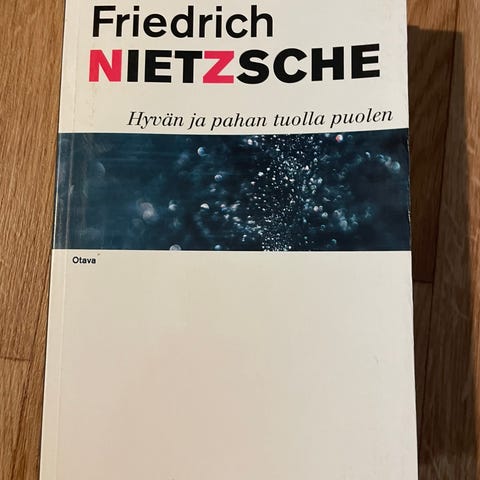 Friedrich
NIETZSCHE
Hyvän ja pahan tuolla puolen
Otava